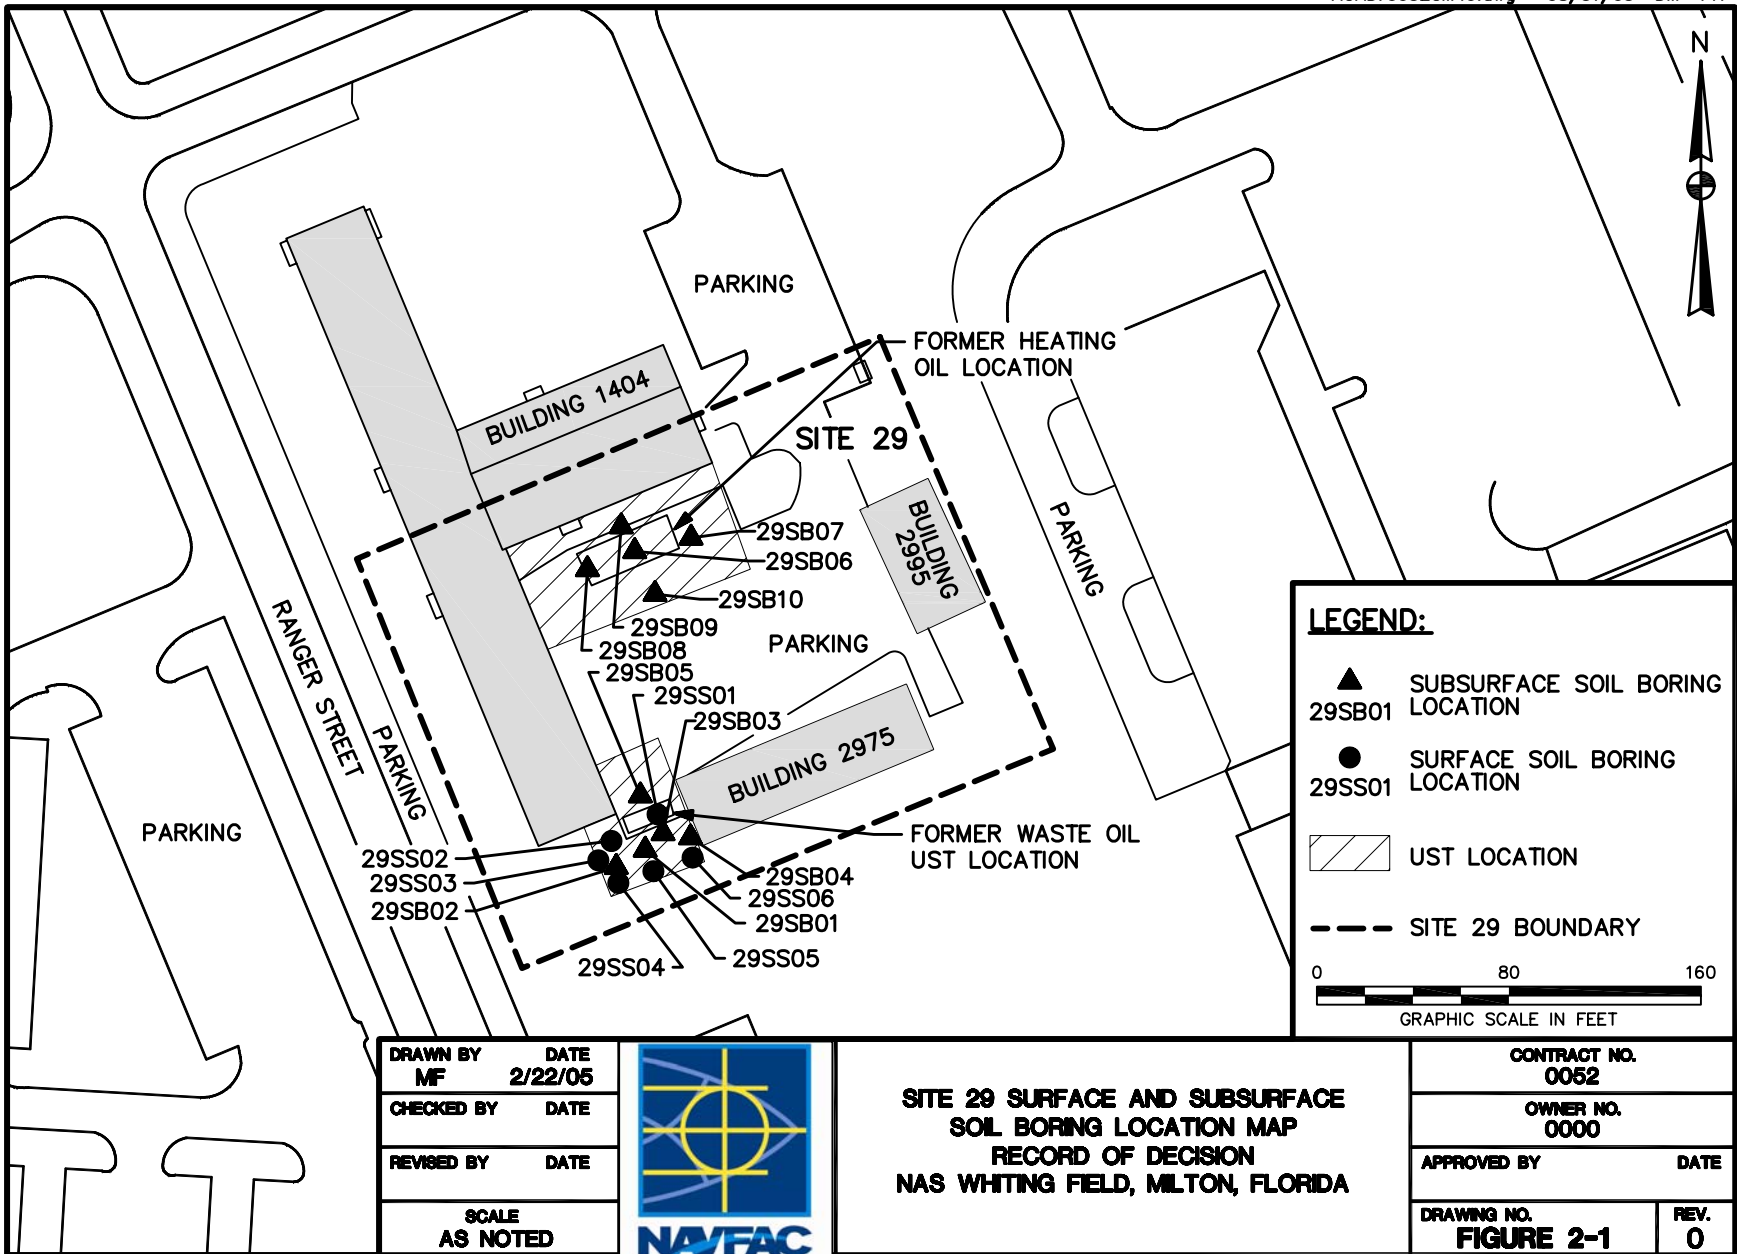 N
PARKING
FORMER HEATING
OIL LOCATION
BUILDING 1404
SITE 29
29SB07
29SB06
BUILDING
2995
PARKING
29SB10
29SB09
29SB08
PARKING
29SB05
29SS01
29SB03
RANGER STREET
PARKING
BUILDING 2975
PARKING
FORMER WASTE OIL
UST LOCATION
29SS02
29SS03
29SB02
29SB04
29SS06
29SB01
29SS05
29SS04
LEGEND:
29SB01
SUBSURFACE SOIL BORING
LOCATION
29SS01
SURFACE SOIL BORING
LOCATION
UST LOCATION
SITE 29 BOUNDARY
0 80 160
GRAPHIC SCALE IN FEET
DRAWN BY DATE
MF 2/22/05
CHECKED BY DATE
REVISED BY DATE
SCALE
AS NOTED
NAVFAC
SITE 29 SURFACE AND SUBSURFACE
SOIL BORING LOCATION MAP
RECORD OF DECISION
NAS WHITING FIELD, MILTON, FLORIDA
CONTRACT NO.
0052
OWNER NO.
0000
APPROVED BY DATE
DRAWING NO.
FIGURE 2-1
REV.
0